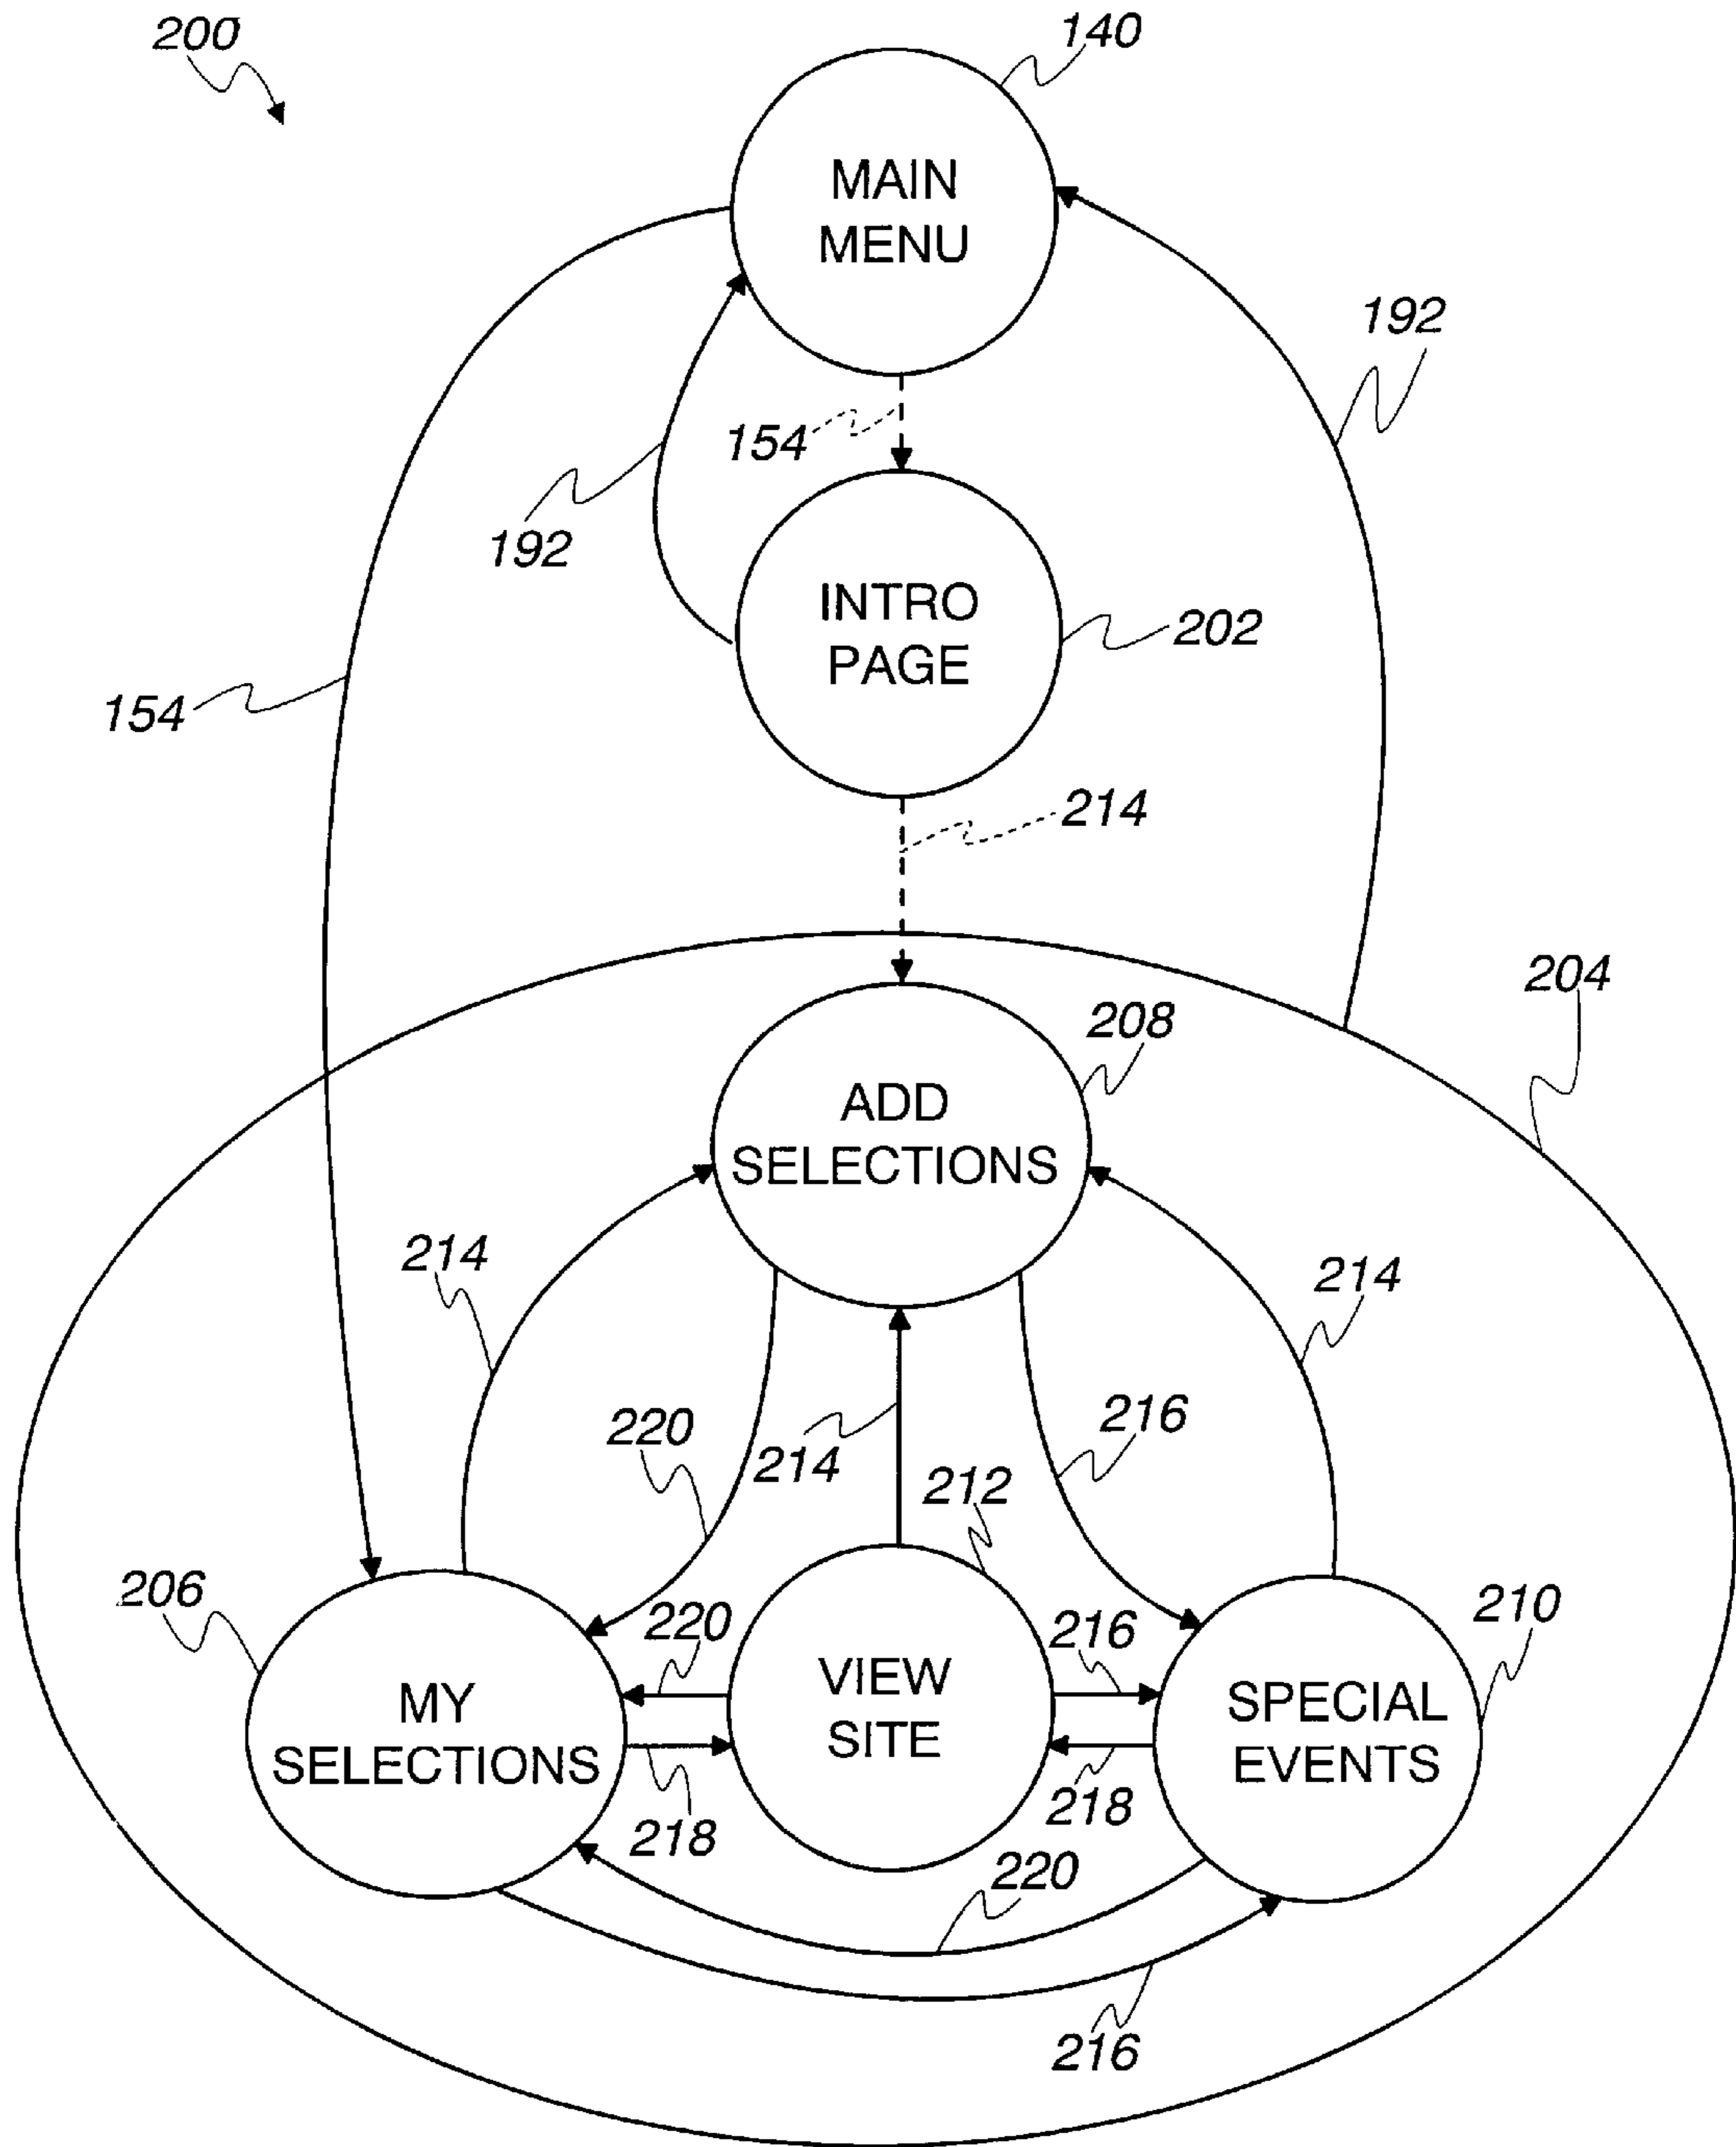 200
140
MAIN
MENU
192
154
192
INTRO
PAGE
202
154
214
204
208
ADD
SELECTIONS
214
214
216
220
214
212
206
220
216
210
MY
SELECTIONS
VIEW
SITE
SPECIAL
EVENTS
218
218
220
216